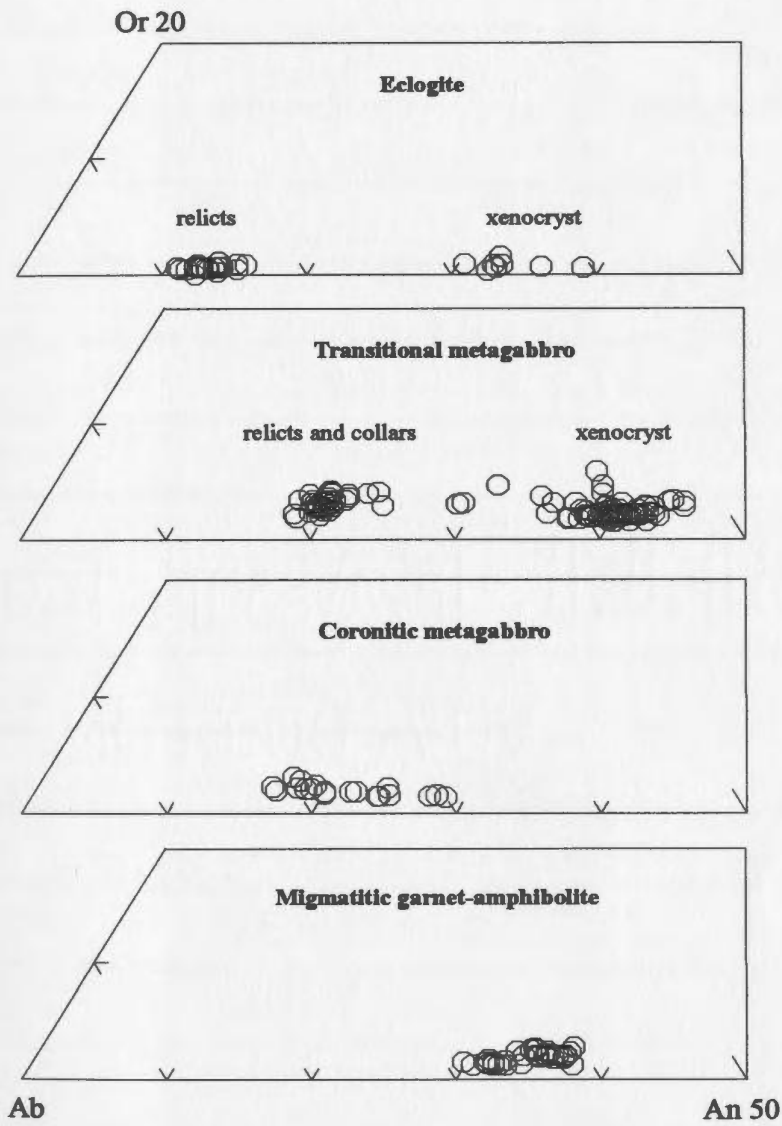 Or 20
Eclogite
relicts xenocryst
Transitional metagabbro
relicts and collars xenocryst
Coronitic metagabbro
Migmatitic garnet-amphibolite
Ab An 50